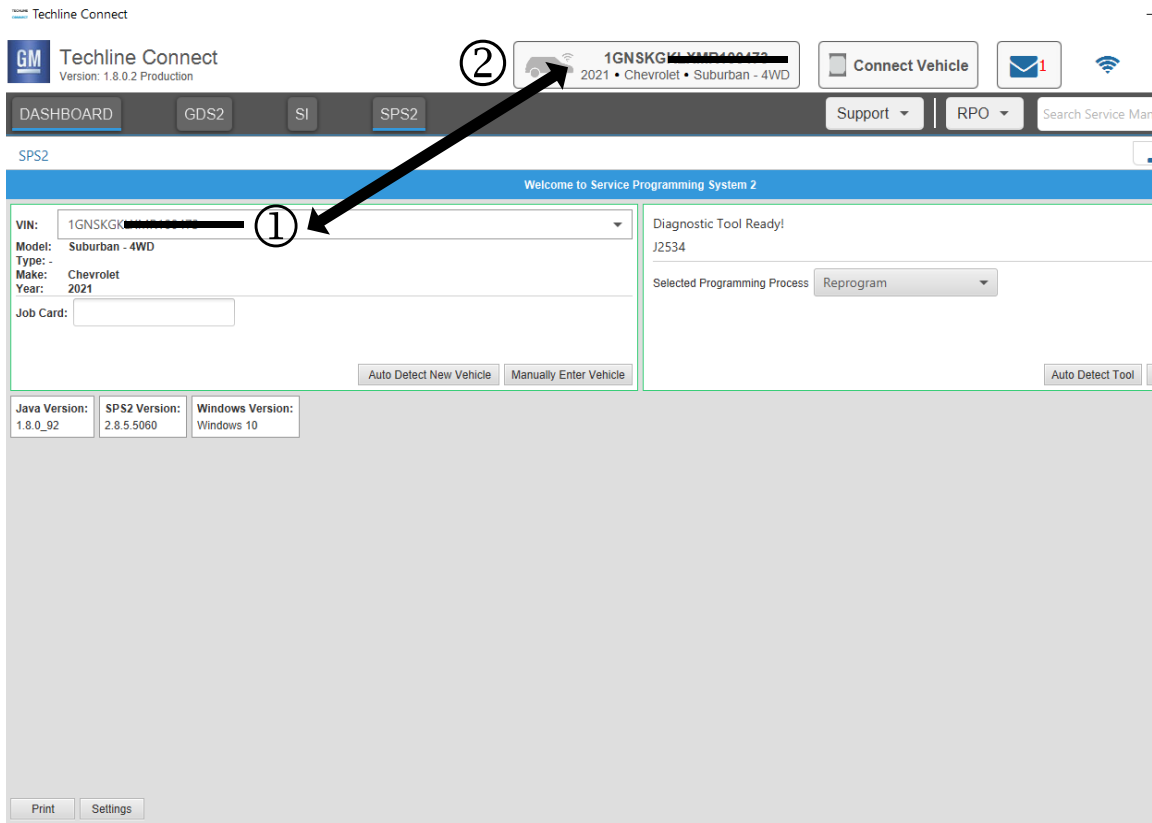 Techline Connect
GM
Techline Connect
Version: 1.8.0.2 Production
②
1GNSKG
2021 • Chevrolet • Suburban - 4WD
Connect Vehicle
1
DASHBOARD
GDS2
SI
SPS2
Support
RPO
Search Service Man
SPS2
Welcome to Service Programming System 2
VIN:
1GNSKGK
①
Model: Suburban - 4WD
Type: -
Make: Chevrolet
Year: 2021
Job Card:
Auto Detect New Vehicle
Manually Enter Vehicle
Diagnostic Tool Ready!
J2534
Selected Programming Process
Reprogram
Auto Detect Tool
Java Version:
1.8.0_92
SPS2 Version:
2.8.5.5060
Windows Version:
Windows 10
Print
Settings